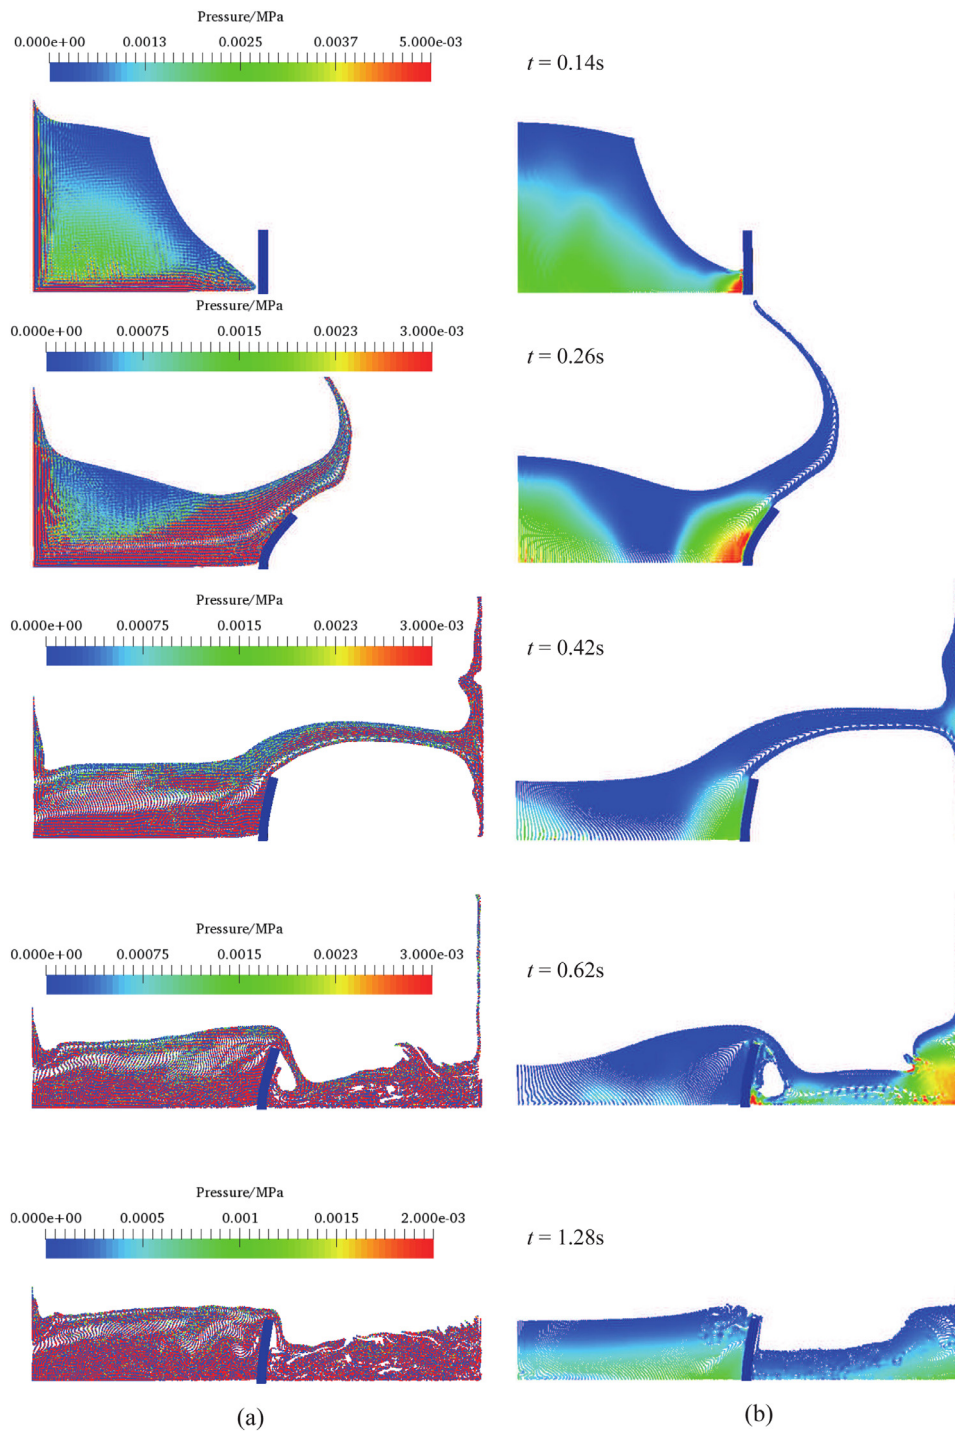 Pressure/MPa
0.000e+00 0.0013 0.0025 0.0037 5.000e-03
t = 0.14s
Pressure/MPa
0.000e+00 0.00075 0.0015 0.0023 3.000e-03
t = 0.26s
Pressure/MPa
0.000e+00 0.00075 0.0015 0.0023 3.000e-03
t = 0.42s
Pressure/MPa
0.000e+00 0.00075 0.0015 0.0023 3.000e-03
t = 0.62s
Pressure/MPa
0.000e+00 0.0005 0.001 0.0015 2.000e-03
t = 1.28s
(a) (b)